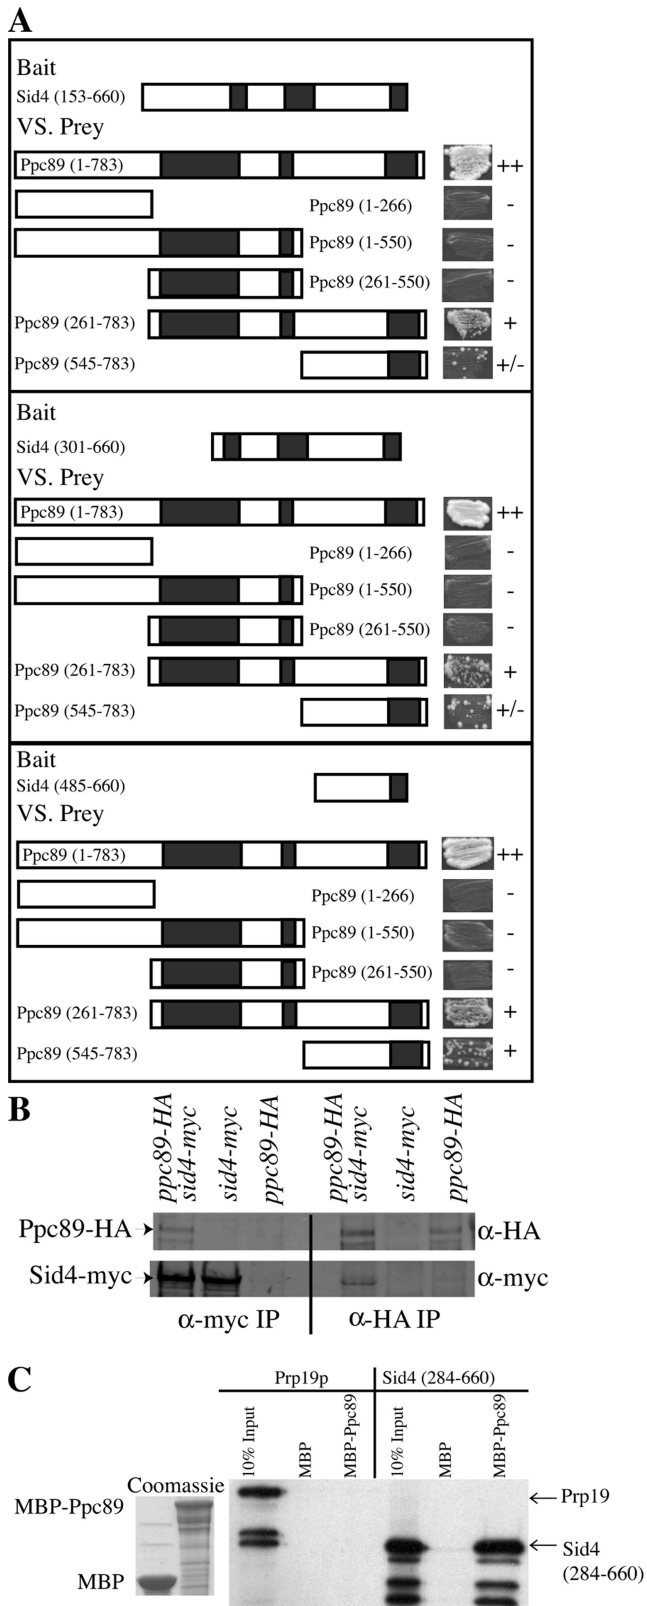 A
Bait
Sid4 (153-660)
VS. Prey
Ppc89 (1-783) ++
Ppc89 (1-266) -
Ppc89 (1-550) -
Ppc89 (261-550) -
Ppc89 (261-783) +
Ppc89 (545-783) +/-
Bait
Sid4 (301-660)
VS. Prey
Ppc89 (1-783) ++
Ppc89 (1-266) -
Ppc89 (1-550) -
Ppc89 (261-550) -
Ppc89 (261-783) +
Ppc89 (545-783) +/-
Bait
Sid4 (485-660)
VS. Prey
Ppc89 (1-783) ++
Ppc89 (1-266) -
Ppc89 (1-550) -
Ppc89 (261-550) -
Ppc89 (261-783) +
Ppc89 (545-783) +
B
ppc89-HA
sid4-myc
sid4-myc
ppc89-HA
ppc89-HA
sid4-myc
sid4-myc
ppc89-HA
Ppc89-HA α-HA
Sid4-myc α-myc
α-myc IP α-HA IP
C
Prp19p Sid4 (284-660)
10% Input
MBP
MBP-Ppc89
10% Input
MBP
MBP-Ppc89
Coomassie
MBP-Ppc89
MBP
Prp19
Sid4
(284-660)